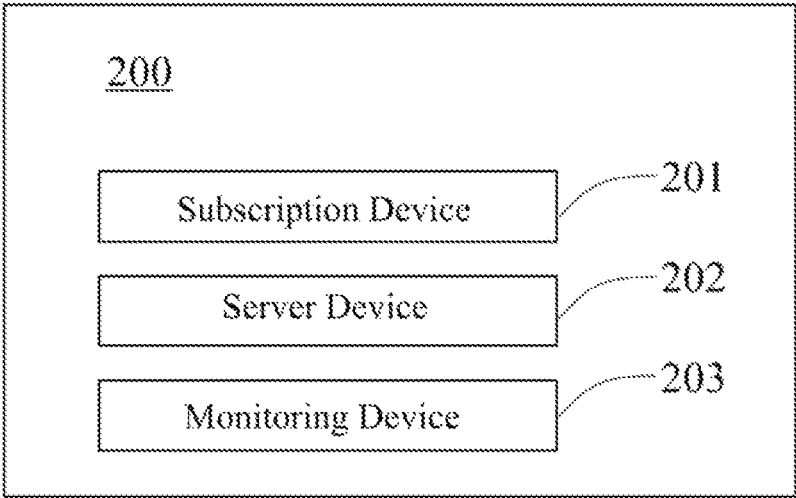 200
Subscription Device
201
Server Device
202
Monitoring Device
203